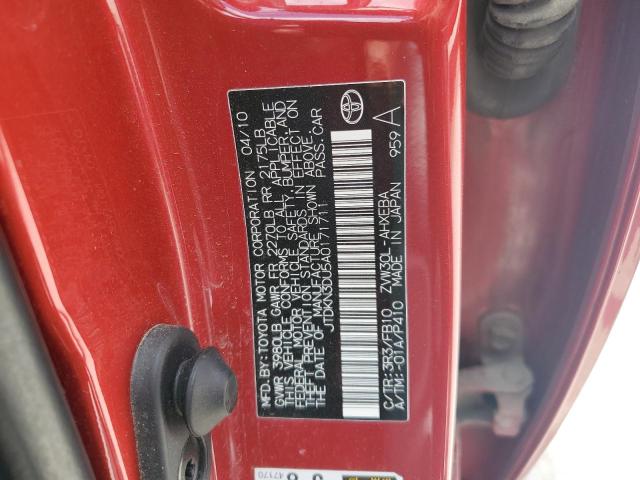 MFD. BY: TOYOTA MOTOR CORPORATION 04/10
GVWR 3980LB GAWR FR 2270LB RR 2175LB
THIS VEHICLE CONFORMS TO ALL APPLICABLE
FEDERAL MOTOR VEHICLE SAFETY, BUMPER, AND
THEFT PREVENTION STANDARDS IN EFFECT ON
THE DATE OF MANUFACTURE SHOWN ABOVE.
JTDKN3DU5A0171711 PASS. CAR
C/TR: 3R3/FB10 ZVW30L-AHXEBA
A/TM: -01A/P410 MADE IN JAPAN 959 A
47170